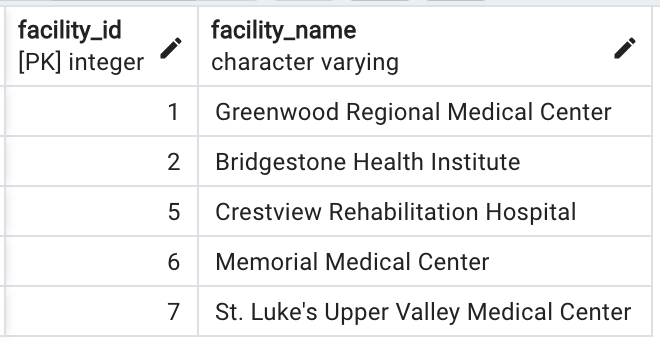 facility_id facility_name
[PK] integer character varying
1 Greenwood Regional Medical Center
2 Bridgestone Health Institute
5 Crestview Rehabilitation Hospital
6 Memorial Medical Center
7 St. Luke's Upper Valley Medical Center